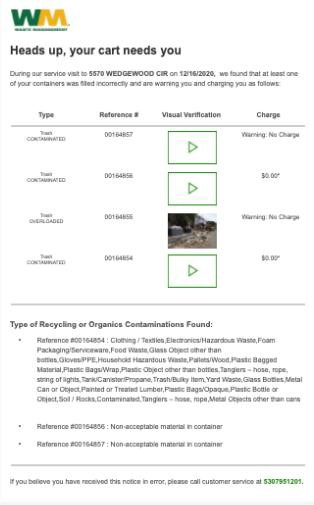 WM
WASTE MANAGEMENT
Heads up, your cart needs you
During our service visit to 5570 WEDGEWOOD CIR on 12/16/2020, we found that at least one
of your containers was filled incorrectly and are warning you and charging you as follows:
Type Reference # Visual Verification Charge
Trash
CONTAMINATED
00164857 Warning: No Charge
Trash
CONTAMINATED
00164856 $0.00*
Trash
OVERLOADED
00164855 Warning: No Charge
Trash
CONTAMINATED
00164854 $0.00*
Type of Recycling or Organics Contaminations Found:
• Reference #00164854 : Clothing / Textiles,Electronics/Hazardous Waste,Foam
Packaging/Serviceware,Food Waste,Glass Object other than
bottles,Gloves/PPE,Household Hazardous Waste,Pallets/Wood,Plastic Bagged
Material,Plastic Bags/Wrap,Plastic Object other than bottles,Tanglers – hose, rope,
string of lights,Tank/Canister/Propane,Trash/Bulky Item,Yard Waste,Glass Bottles,Metal
Can or Object,Painted or Treated Lumber,Plastic Bags/Opaque,Plastic Bottle or
Object,Soil / Rocks,Contaminated,Tanglers – hose, rope,Metal Objects other than cans
• Reference #00164856 : Non-acceptable material in container
• Reference #00164857 : Non-acceptable material in container
If you believe you have received this notice in error, please call customer service at 5307951201.